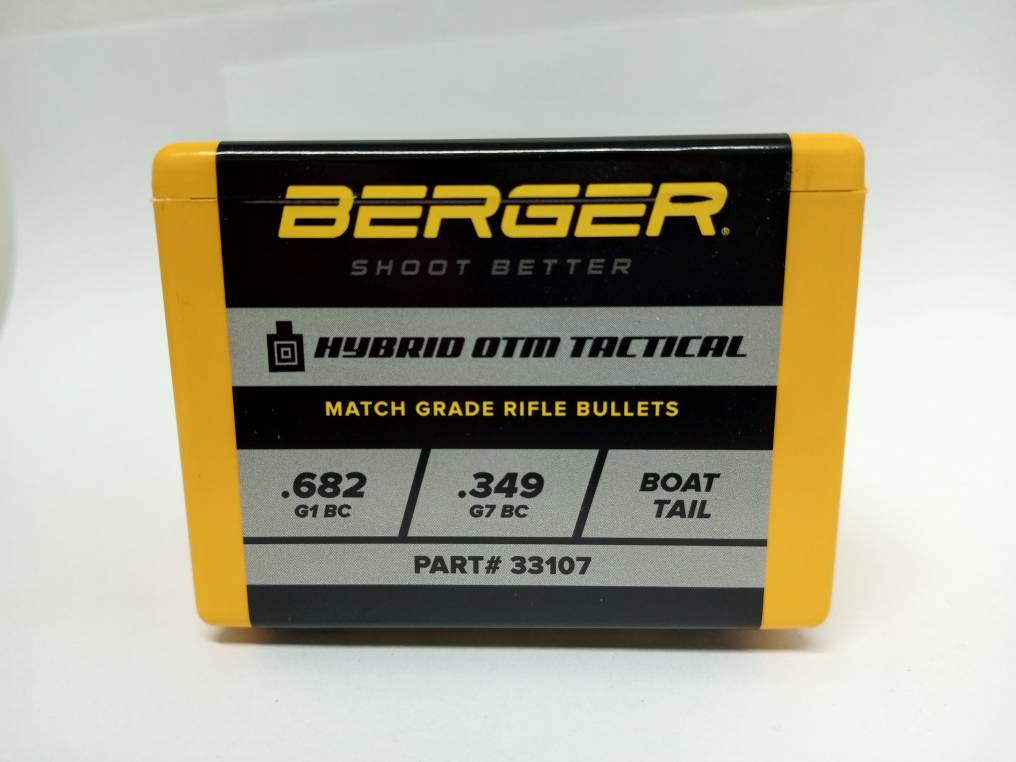 BERGER®
SHOOT BETTER
HYBRID OTM TACTICAL
MATCH GRADE RIFLE BULLETS
.682
G1 BC
.349
G7 BC
BOAT
TAIL
PART# 33107